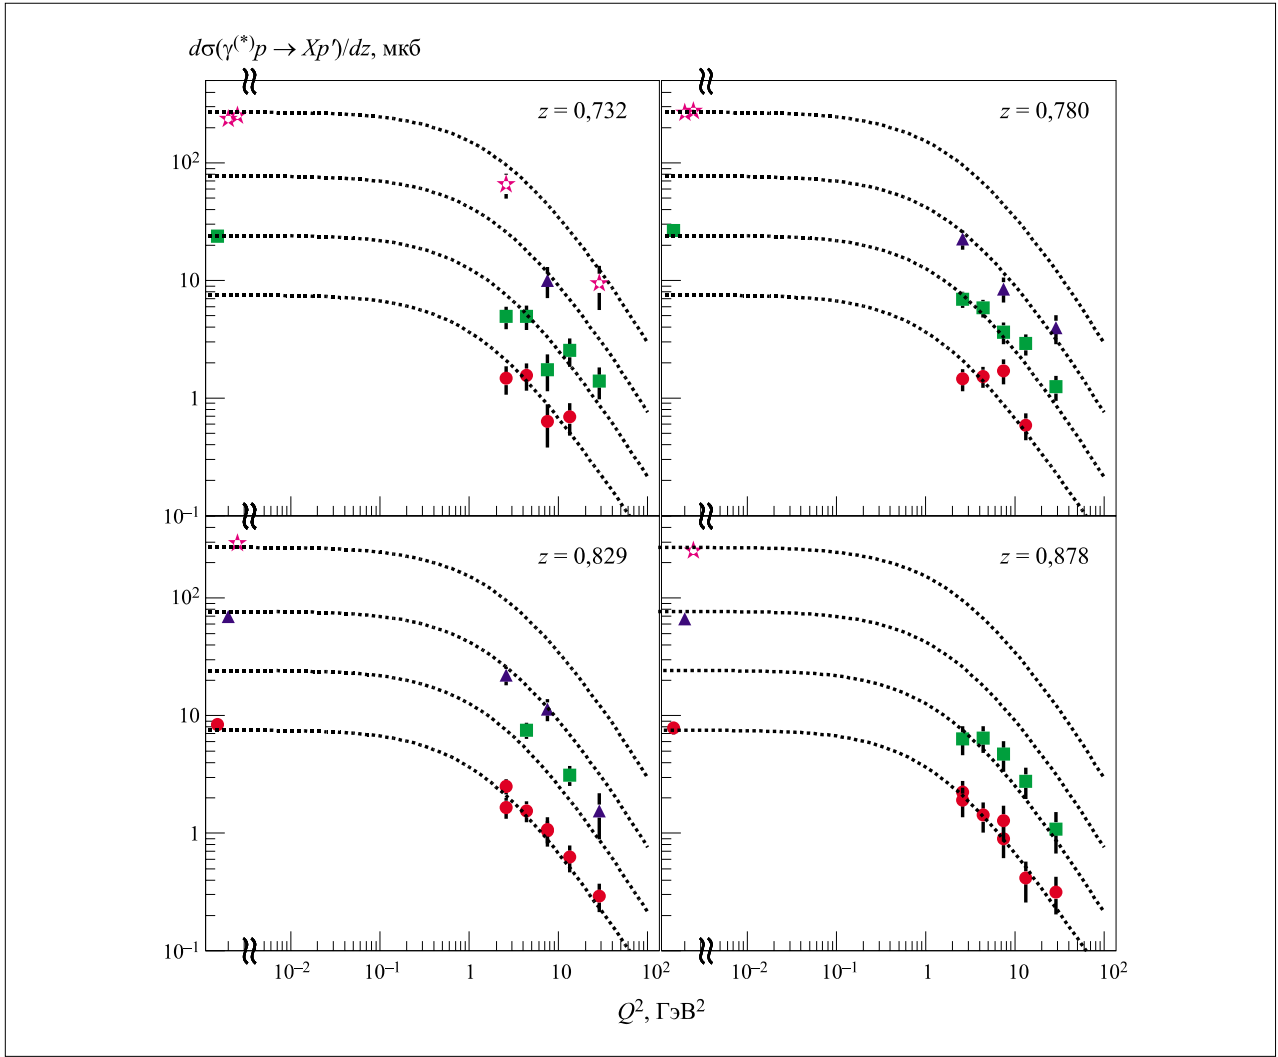 dσ(γ⁽*⁾p → Xp′)/dz, мкб
z = 0,732
z = 0,780
10²
10
1
10⁻¹
z = 0,829
z = 0,878
10²
10
1
10⁻¹
10⁻² 10⁻¹ 1 10 10² 10⁻² 10⁻¹ 1 10 10²
Q², ГэВ²